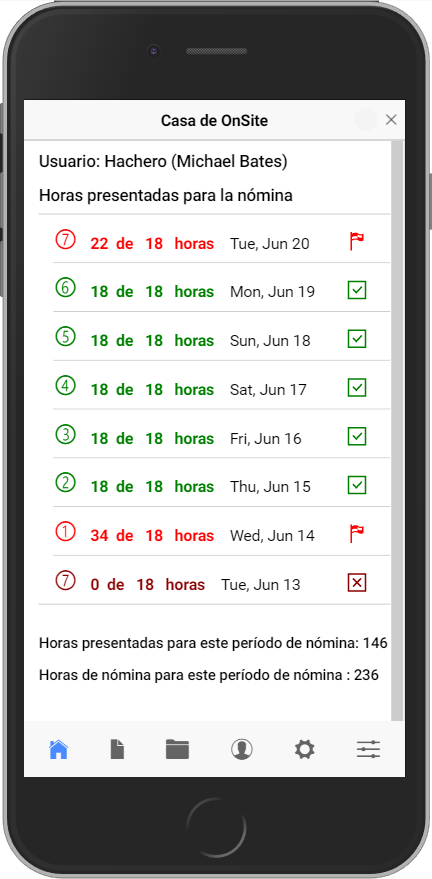 Casa de OnSite
Usuario: Hachero (Michael Bates)
Horas presentadas para la nómina
7 22 de 18 horas Tue, Jun 20
6 18 de 18 horas Mon, Jun 19
5 18 de 18 horas Sun, Jun 18
4 18 de 18 horas Sat, Jun 17
3 18 de 18 horas Fri, Jun 16
2 18 de 18 horas Thu, Jun 15
1 34 de 18 horas Wed, Jun 14
7 0 de 18 horas Tue, Jun 13
Horas presentadas para este período de nómina: 146
Horas de nómina para este período de nómina : 236